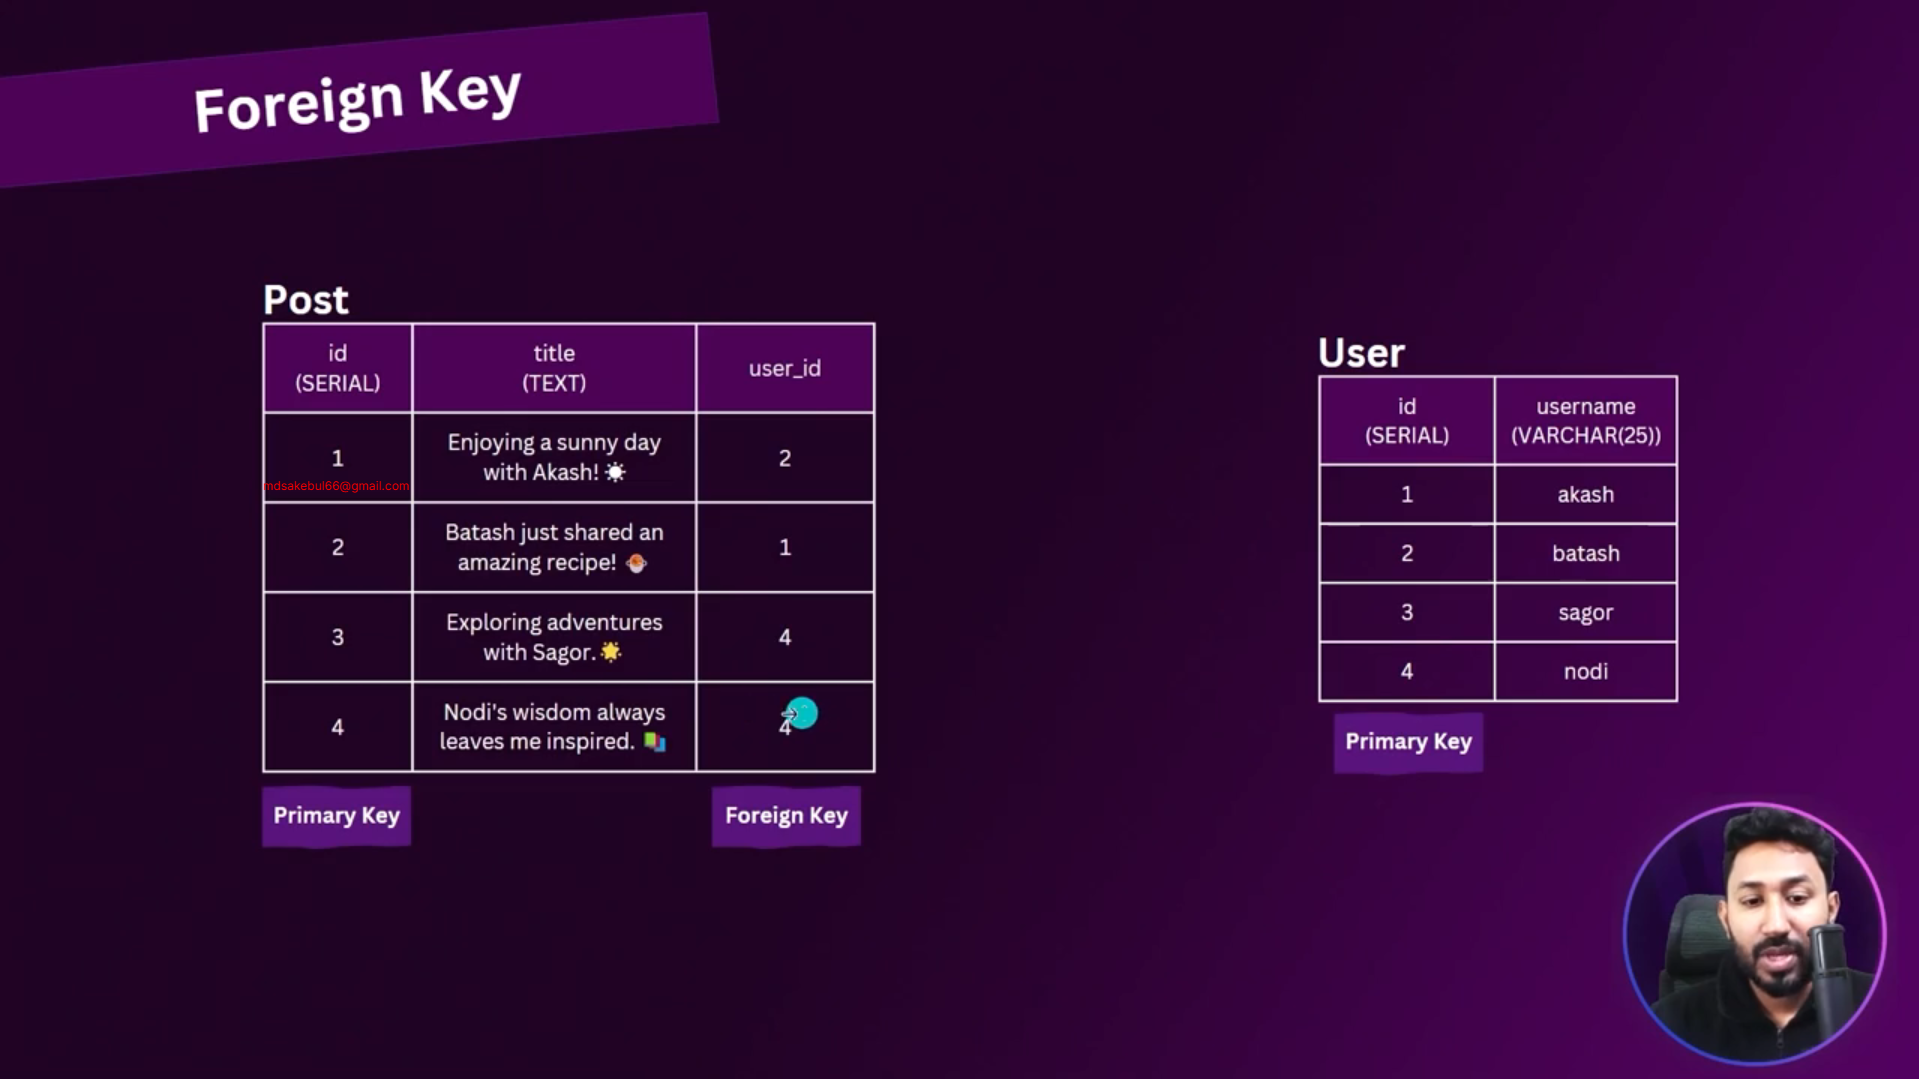 Foreign Key
Post
id
(SERIAL)
title
(TEXT)
user_id
1
Enjoying a sunny day
with Akash! ☀
2
mdsakebul66@gmail.com
2
Batash just shared an
amazing recipe! 🍲
1
3
Exploring adventures
with Sagor. 🌟
4
4
Nodi's wisdom always
leaves me inspired. 📚
4
Primary Key
Foreign Key
User
id
(SERIAL)
username
(VARCHAR(25))
1
akash
2
batash
3
sagor
4
nodi
Primary Key